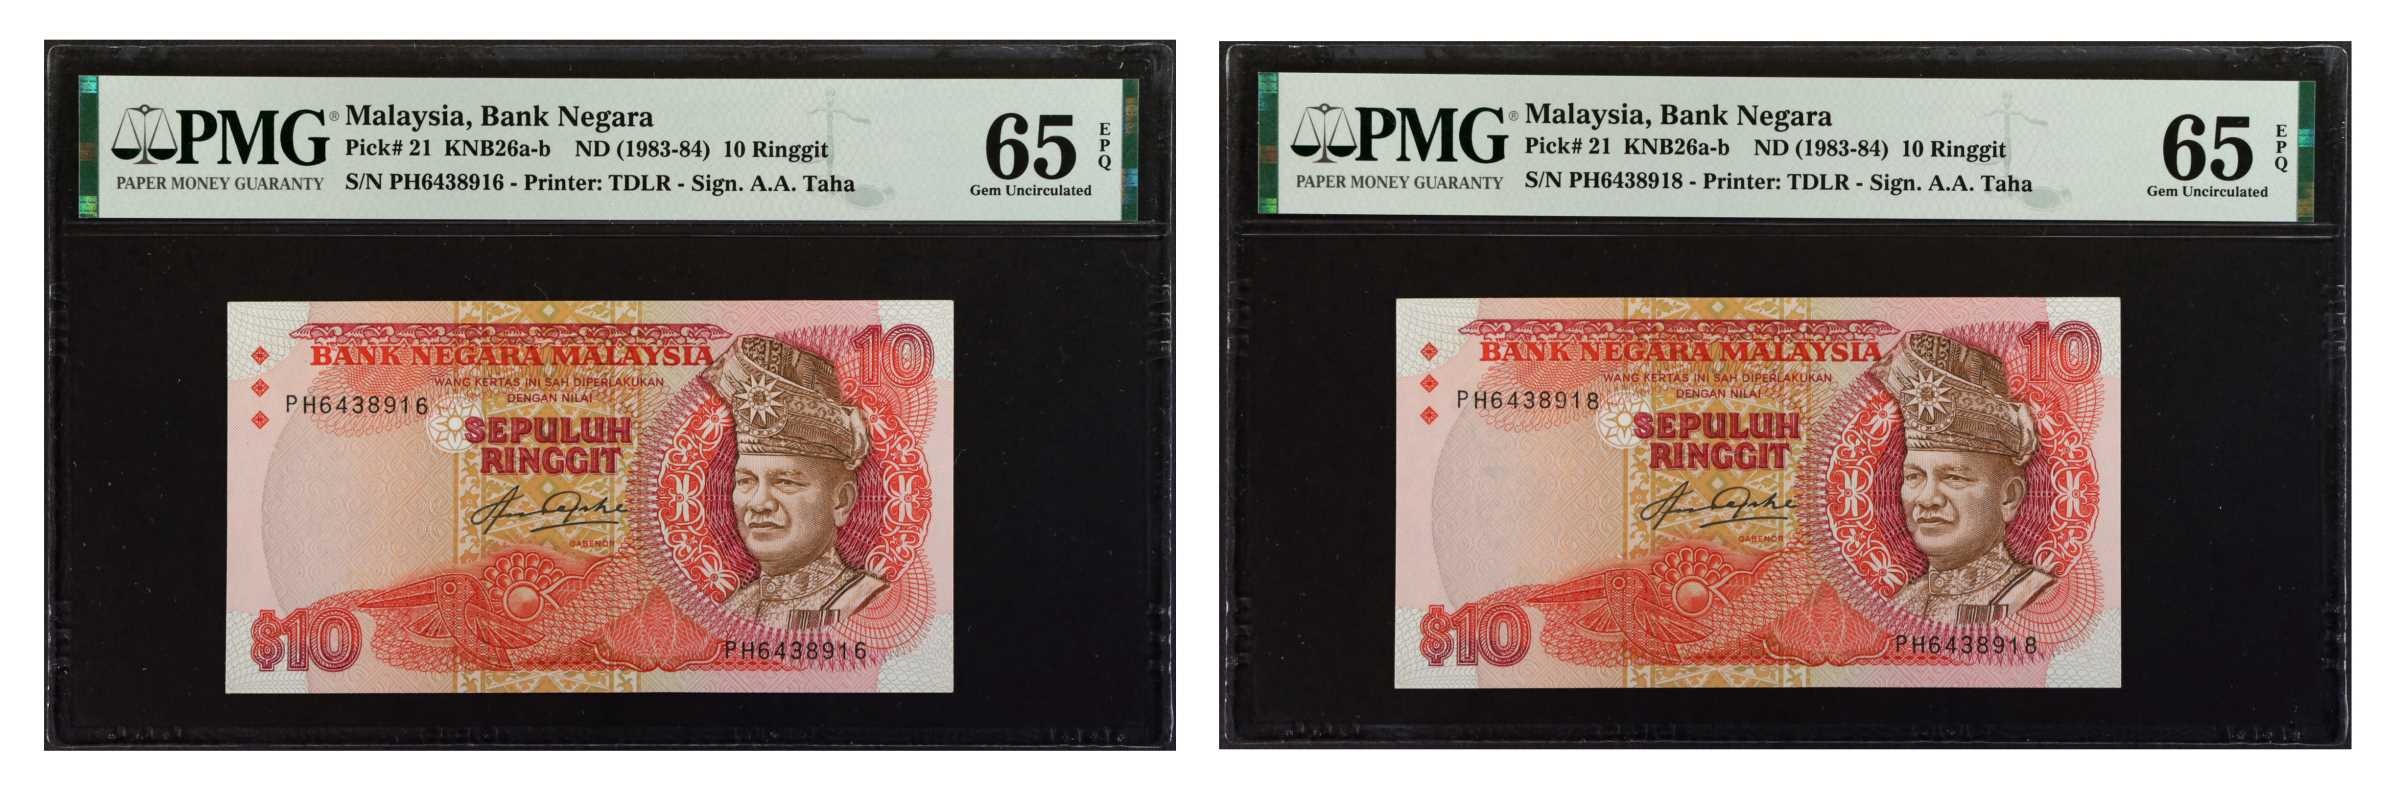 PMG®
PAPER MONEY GUARANTY
Malaysia, Bank Negara
Pick# 21 KNB26a-b ND (1983-84) 10 Ringgit
S/N PH6438916 - Printer: TDLR - Sign. A.A. Taha
65
EPQ
Gem Uncirculated
10
BANK NEGARA MALAYSIA
WANG KERTAS INI SAH DIPERLAKUKAN
DENGAN NILAI
PH6438916
SEPULUH
RINGGIT
GABENOR
$10
PH6438916
PMG®
PAPER MONEY GUARANTY
Malaysia, Bank Negara
Pick# 21 KNB26a-b ND (1983-84) 10 Ringgit
S/N PH6438918 - Printer: TDLR - Sign. A.A. Taha
65
EPQ
Gem Uncirculated
10
BANK NEGARA MALAYSIA
WANG KERTAS INI SAH DIPERLAKUKAN
DENGAN NILAI
PH6438918
SEPULUH
RINGGIT
GABENOR
$10
PH6438918